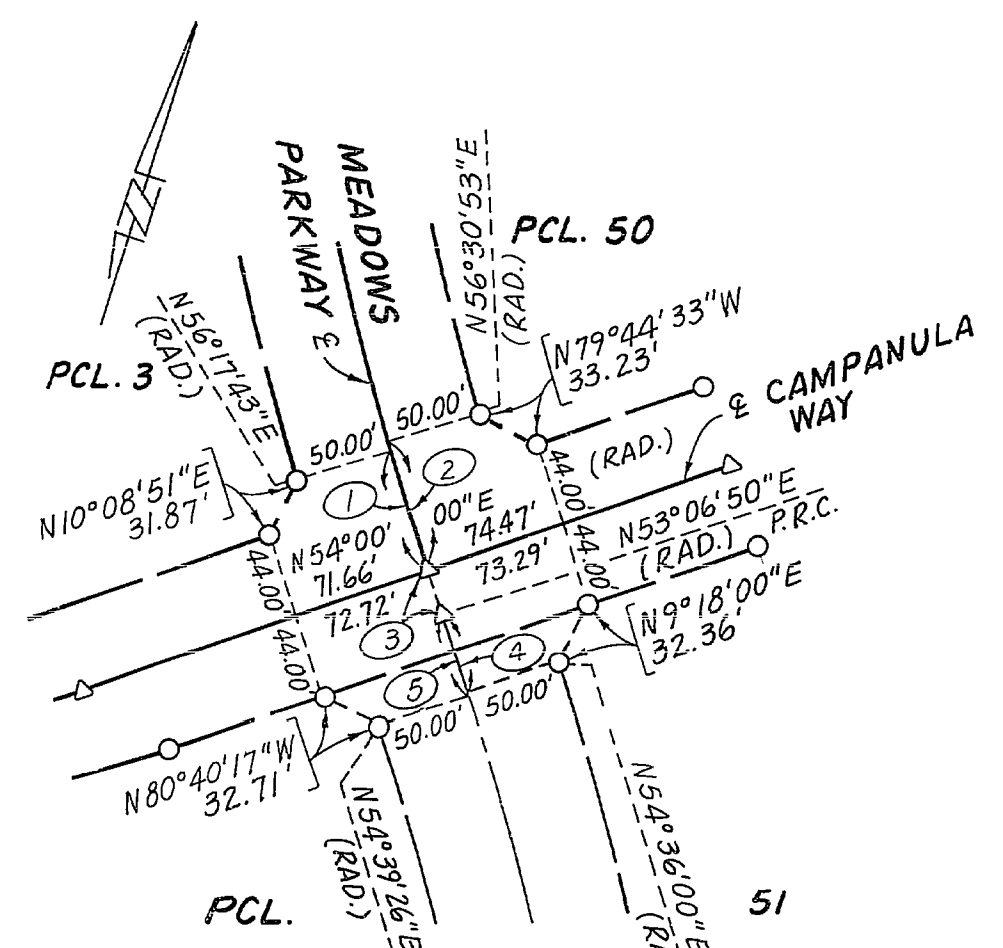 MEADOWS
PARKWAY ℄
N56°30'53"E
(RAD.)
PCL. 50
N56°17'43"E
(RAD.)
PCL. 3
N79°44'33"W
33.23'
℄ CAMPANULA
WAY
50.00'
50.00'
N10°08'51"E
31.87'
1
2
44.00'
(RAD.)
N54°00'00"E
71.66'
74.47'
44.00'
44.00'
N53°06'50"E
(RAD.)
P.R.C.
73.29'
72.72'
44.00'
3
4
5
N9°18'00"E
32.36'
50.00'
50.00'
N80°40'17"W
32.71'
N54°39'26"E
(RAD.)
N54°36'00"E
PCL.
51